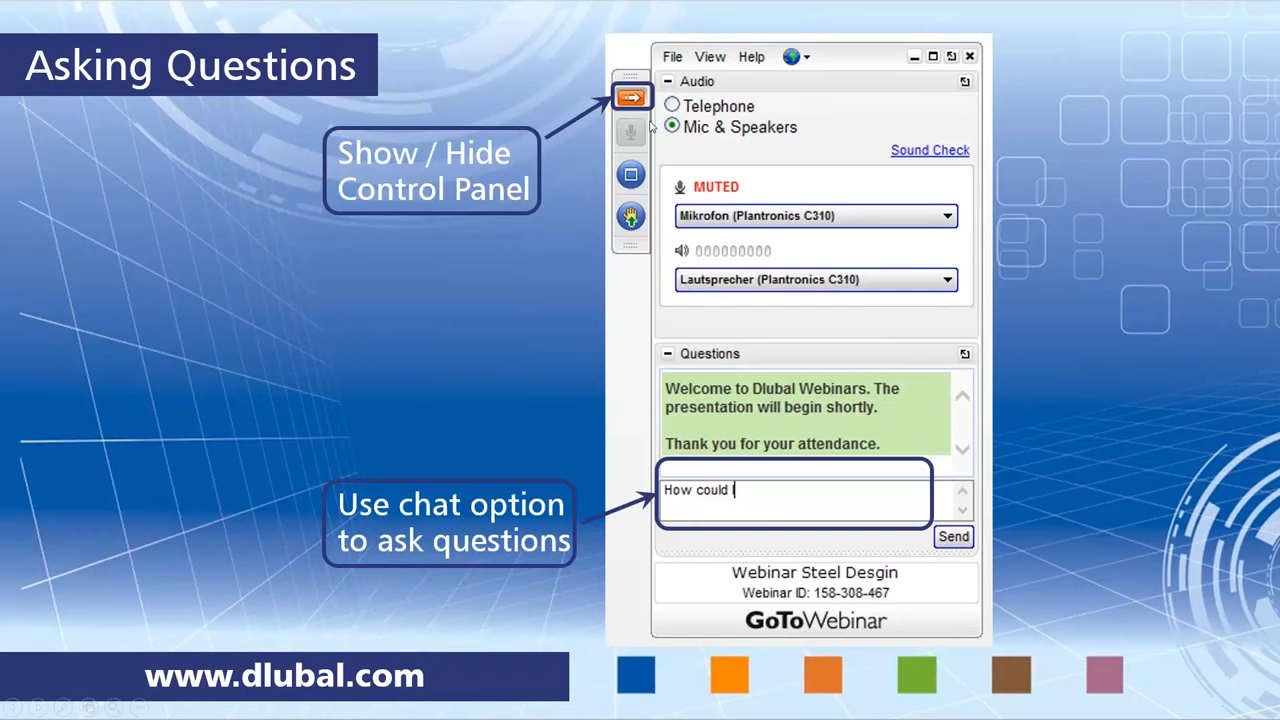 Asking Questions
File View Help
Audio
Telephone
Mic & Speakers
Sound Check
Show / Hide
Control Panel
MUTED
Mikrofon (Plantronics C310)
Lautsprecher (Plantronics C310)
Questions
Welcome to Dlubal Webinars. The
presentation will begin shortly.
Thank you for your attendance.
How could I
Use chat option
to ask questions
Send
Webinar Steel Desgin
Webinar ID: 158-308-467
GoToWebinar
www.dlubal.com